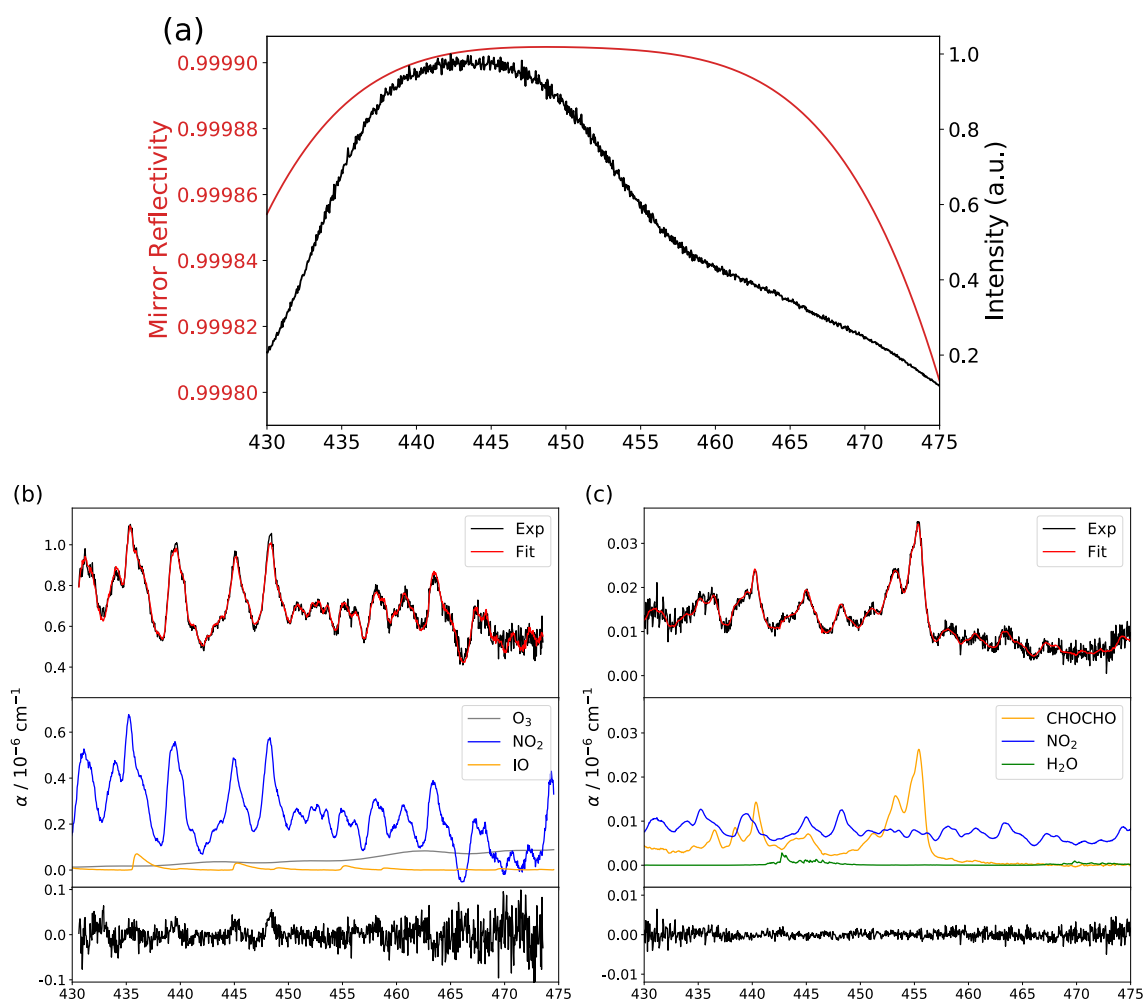 (a)
Mirror Reflectivity
0.99990
0.99988
0.99986
0.99984
0.99982
0.99980
1.0
0.8
0.6
0.4
0.2
Intensity (a.u.)
430 435 440 445 450 455 460 465 470 475
(b)
1.0
0.8
0.6
0.4
Exp
Fit
α / 10⁻⁶ cm⁻¹
0.6
0.4
0.2
0.0
O₃
NO₂
IO
0.1
0.0
-0.1
430 435 440 445 450 455 460 465 470 475
(c)
0.03
0.02
0.01
0.00
Exp
Fit
α / 10⁻⁶ cm⁻¹
0.03
0.02
0.01
0.00
CHOCHO
NO₂
H₂O
0.01
0.00
-0.01
430 435 440 445 450 455 460 465 470 475